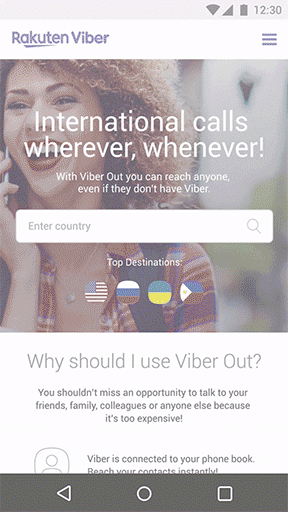 12:30
Rakuten Viber
International calls
wherever, whenever!
With Viber Out you can reach anyone,
even if they don't have Viber.
Enter country
Top Destinations:
Why should I use Viber Out?
You shouldn't miss an opportunity to talk to your
friends, family, colleagues or anyone else because
it's too expensive!
Viber is connected to your phone book.
Reach your contacts instantly!